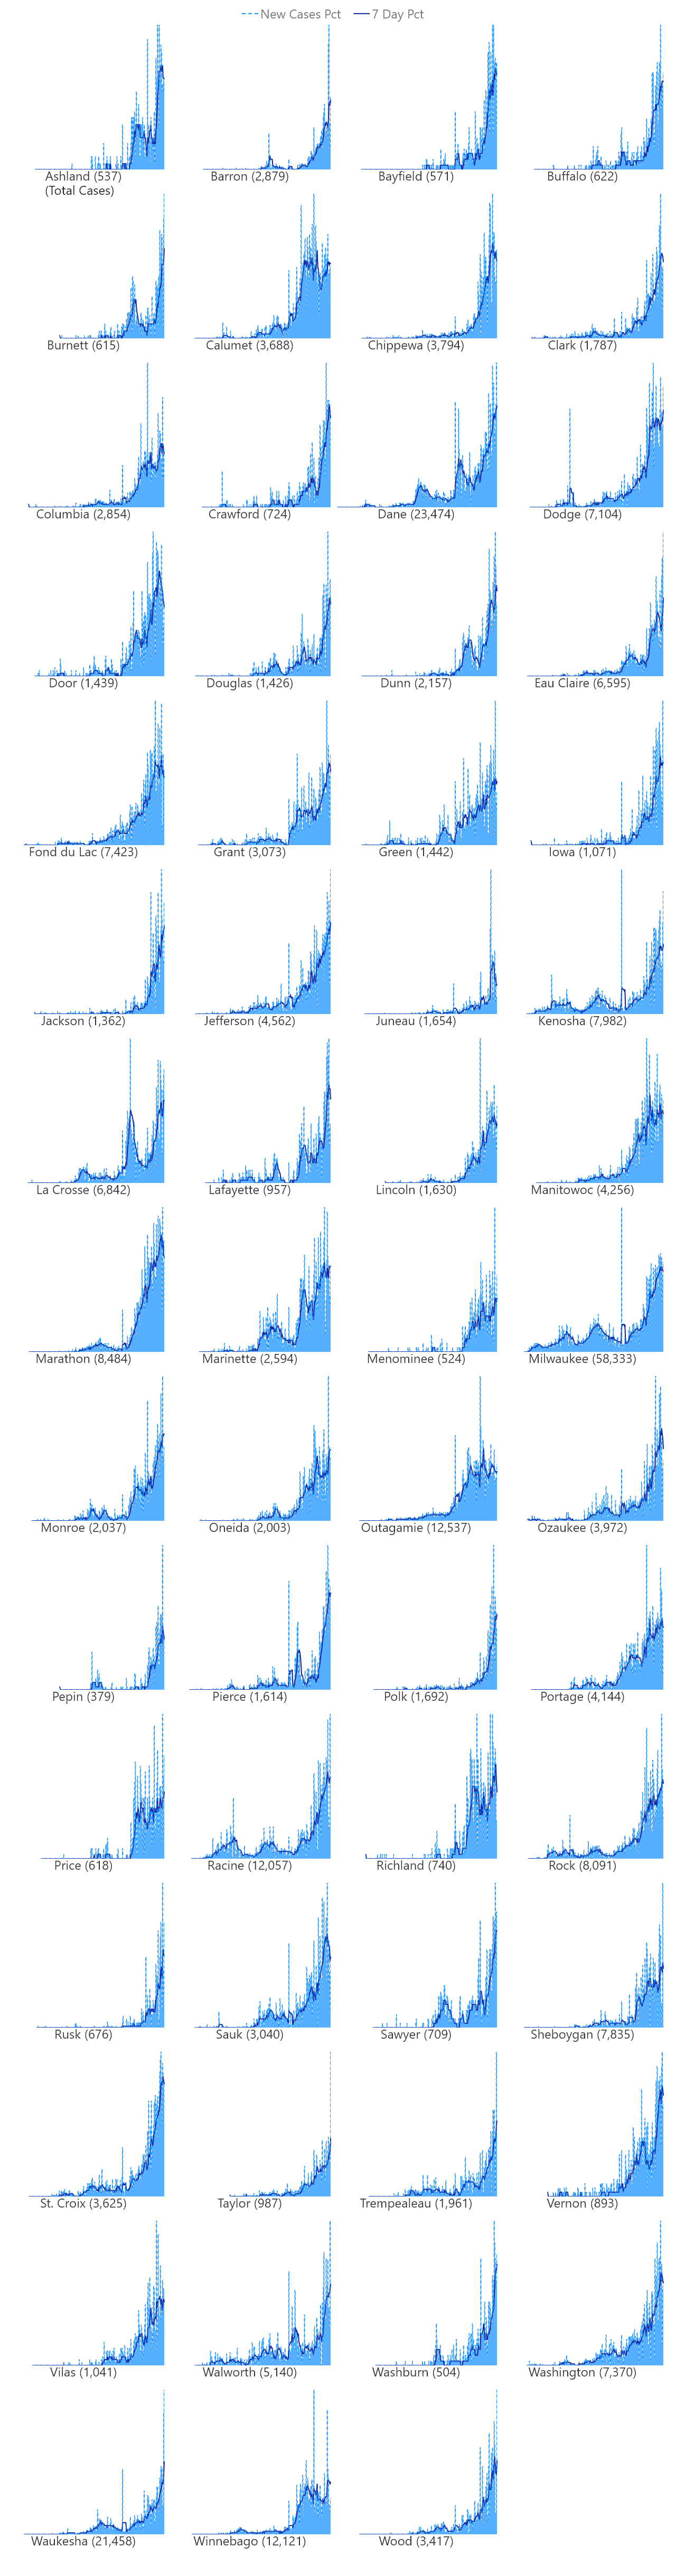 New Cases Pct 7 Day Pct
Ashland (537)
(Total Cases)
Barron (2,879)
Bayfield (571)
Buffalo (622)
Burnett (615)
Calumet (3,688)
Chippewa (3,794)
Clark (1,787)
Columbia (2,854)
Crawford (724)
Dane (23,474)
Dodge (7,104)
Door (1,439)
Douglas (1,426)
Dunn (2,157)
Eau Claire (6,595)
Fond du Lac (7,423)
Grant (3,073)
Green (1,442)
Iowa (1,071)
Jackson (1,362)
Jefferson (4,562)
Juneau (1,654)
Kenosha (7,982)
La Crosse (6,842)
Lafayette (957)
Lincoln (1,630)
Manitowoc (4,256)
Marathon (8,484)
Marinette (2,594)
Menominee (524)
Milwaukee (58,333)
Monroe (2,037)
Oneida (2,003)
Outagamie (12,537)
Ozaukee (3,972)
Pepin (379)
Pierce (1,614)
Polk (1,692)
Portage (4,144)
Price (618)
Racine (12,057)
Richland (740)
Rock (8,091)
Rusk (676)
Sauk (3,040)
Sawyer (709)
Sheboygan (7,835)
St. Croix (3,625)
Taylor (987)
Trempealeau (1,961)
Vernon (893)
Vilas (1,041)
Walworth (5,140)
Washburn (504)
Washington (7,370)
Waukesha (21,458)
Winnebago (12,121)
Wood (3,417)